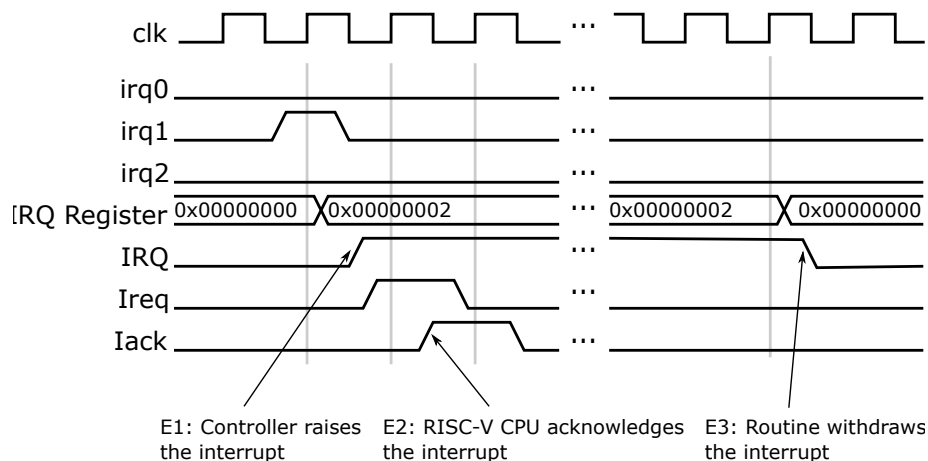 clk ...
irq0 ...
irq1 ...
irq2
IRQ Register 0x00000000 0x00000002 ... 0x00000002 0x00000000
IRQ ...
Ireq ...
Iack ...
E1: Controller raises
the interrupt
E2: RISC-V CPU acknowledges
the interrupt
E3: Routine withdraws
the interrupt